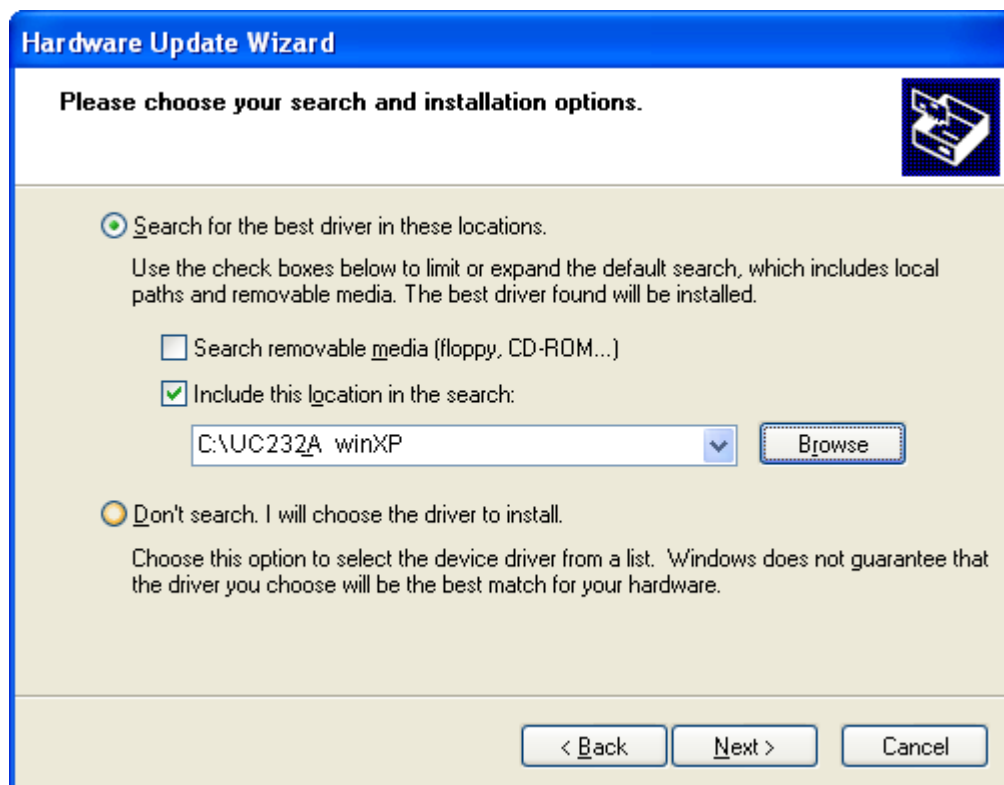 Hardware Update Wizard
Please choose your search and installation options.
Search for the best driver in these locations.
Use the check boxes below to limit or expand the default search, which includes local
paths and removable media. The best driver found will be installed.
Search removable media (floppy, CD-ROM...)
Include this location in the search:
C:\UC232A winXP
Browse
Don't search. I will choose the driver to install.
Choose this option to select the device driver from a list. Windows does not guarantee that
the driver you choose will be the best match for your hardware.
< Back Next > Cancel